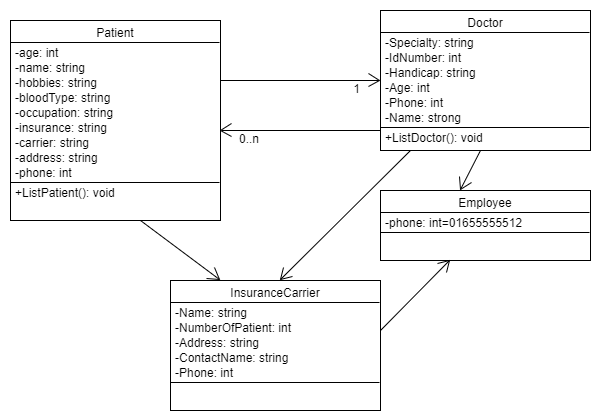 Patient
-age: int
-name: string
-hobbies: string
-bloodType: string
-occupation: string
-insurance: string
-carrier: string
-address: string
-phone: int
+ListPatient(): void
Doctor
-Specialty: string
-IdNumber: int
-Handicap: string
-Age: int
-Phone: int
-Name: strong
+ListDoctor(): void
1
0..n
Employee
-phone: int=01655555512
InsuranceCarrier
-Name: string
-NumberOfPatient: int
-Address: string
-ContactName: string
-Phone: int